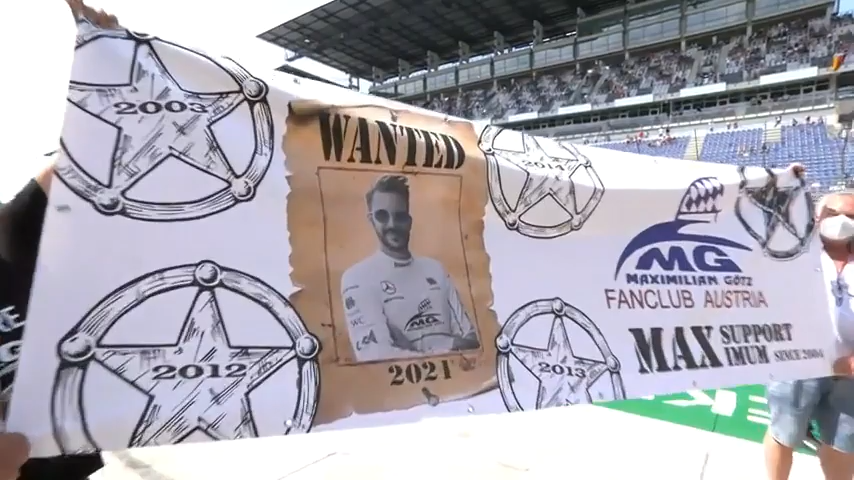 2003
2012
WANTED
2021
2013
MG
MAXIMILIAN GÖTZ
FANCLUB AUSTRIA
MAX SUPPORT
IMUM SINCE 2004